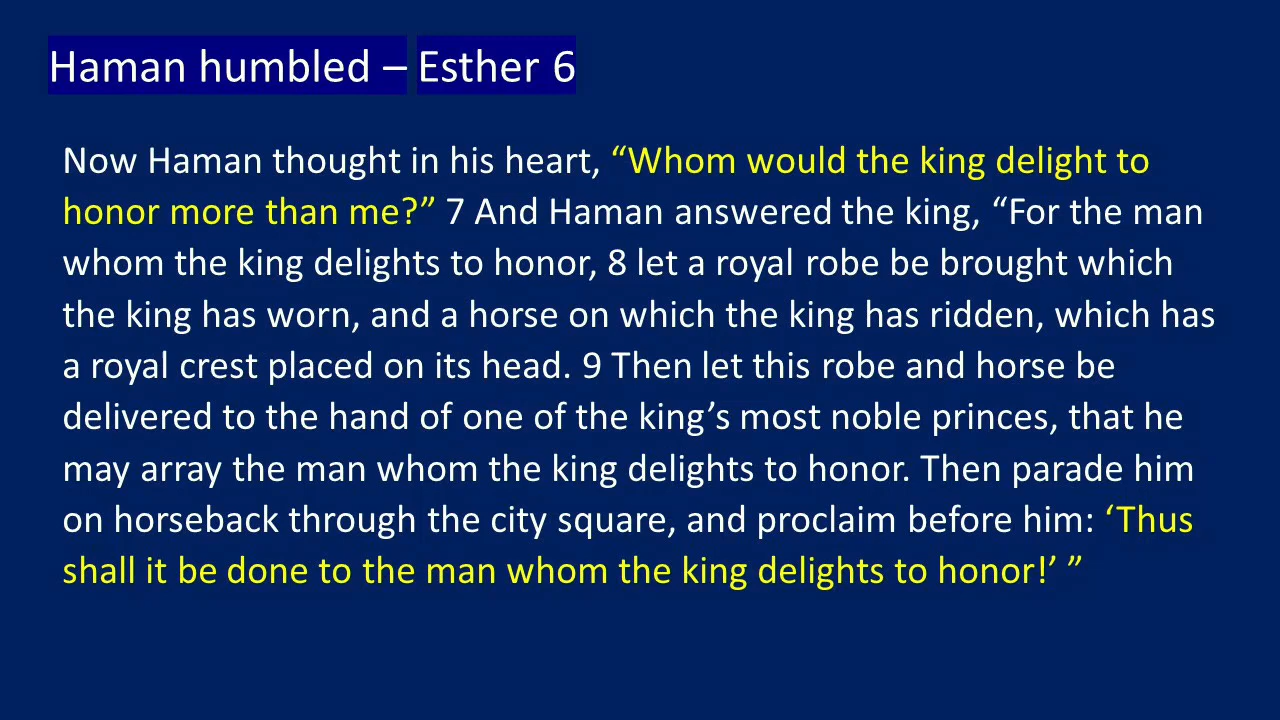 Haman humbled – Esther 6
Now Haman thought in his heart, “Whom would the king delight to
honor more than me?” 7 And Haman answered the king, “For the man
whom the king delights to honor, 8 let a royal robe be brought which
the king has worn, and a horse on which the king has ridden, which has
a royal crest placed on its head. 9 Then let this robe and horse be
delivered to the hand of one of the king’s most noble princes, that he
may array the man whom the king delights to honor. Then parade him
on horseback through the city square, and proclaim before him: ‘Thus
shall it be done to the man whom the king delights to honor!’ ”